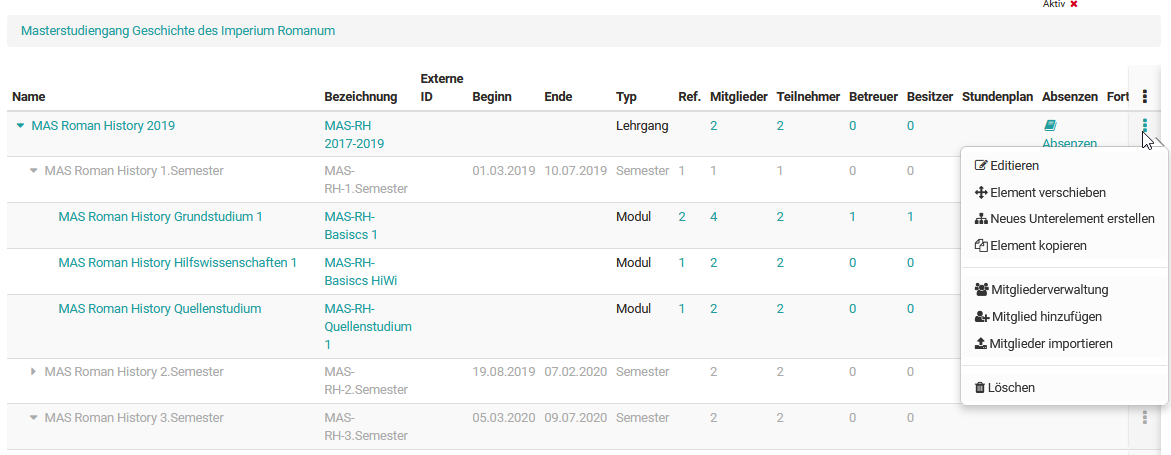 Aktiv
Masterstudiengang Geschichte des Imperium Romanum
Externe
Name Bezeichnung ID Beginn Ende Typ Ref. Mitglieder Teilnehmer Betreuer Besitzer Stundenplan Absenzen Fort
MAS Roman History 2019 MAS-RH Lehrgang 2 2 0 0
2017-2019 Absenzen
MAS Roman History 1.Semester MAS- 01.03.2019 10.07.2019 Semester 1 1 1 0 0
RH-1.Semester
MAS Roman History Grundstudium 1 MAS-RH- Modul 2 4 2 1 1
Basiscs 1
MAS Roman History Hilfswissenschaften 1 MAS-RH- Modul 1 2 2 0 0
Basiscs HiWi
MAS Roman History Quellenstudium MAS-RH- Modul 1 2 2 0 0
Quellenstudium
1
MAS Roman History 2.Semester MAS- 19.08.2019 07.02.2020 Semester 2 2 0 0
RH-2.Semester
MAS Roman History 3.Semester MAS- 05.03.2020 09.07.2020 Semester 2 2 0 0
RH-3.Semester
Editieren
Element verschieben
Neues Unterelement erstellen
Element kopieren
Mitgliederverwaltung
Mitglied hinzufügen
Mitglieder importieren
Löschen